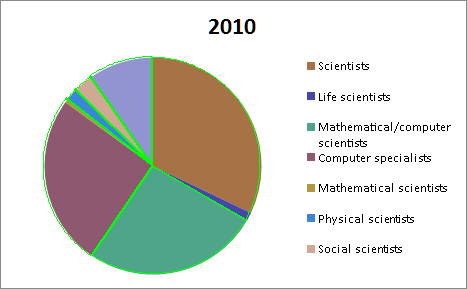 2010
Scientists
Life scientists
Mathematical/computer
scientists
Computer specialists
Mathematical scientists
Physical scientists
Social scientists